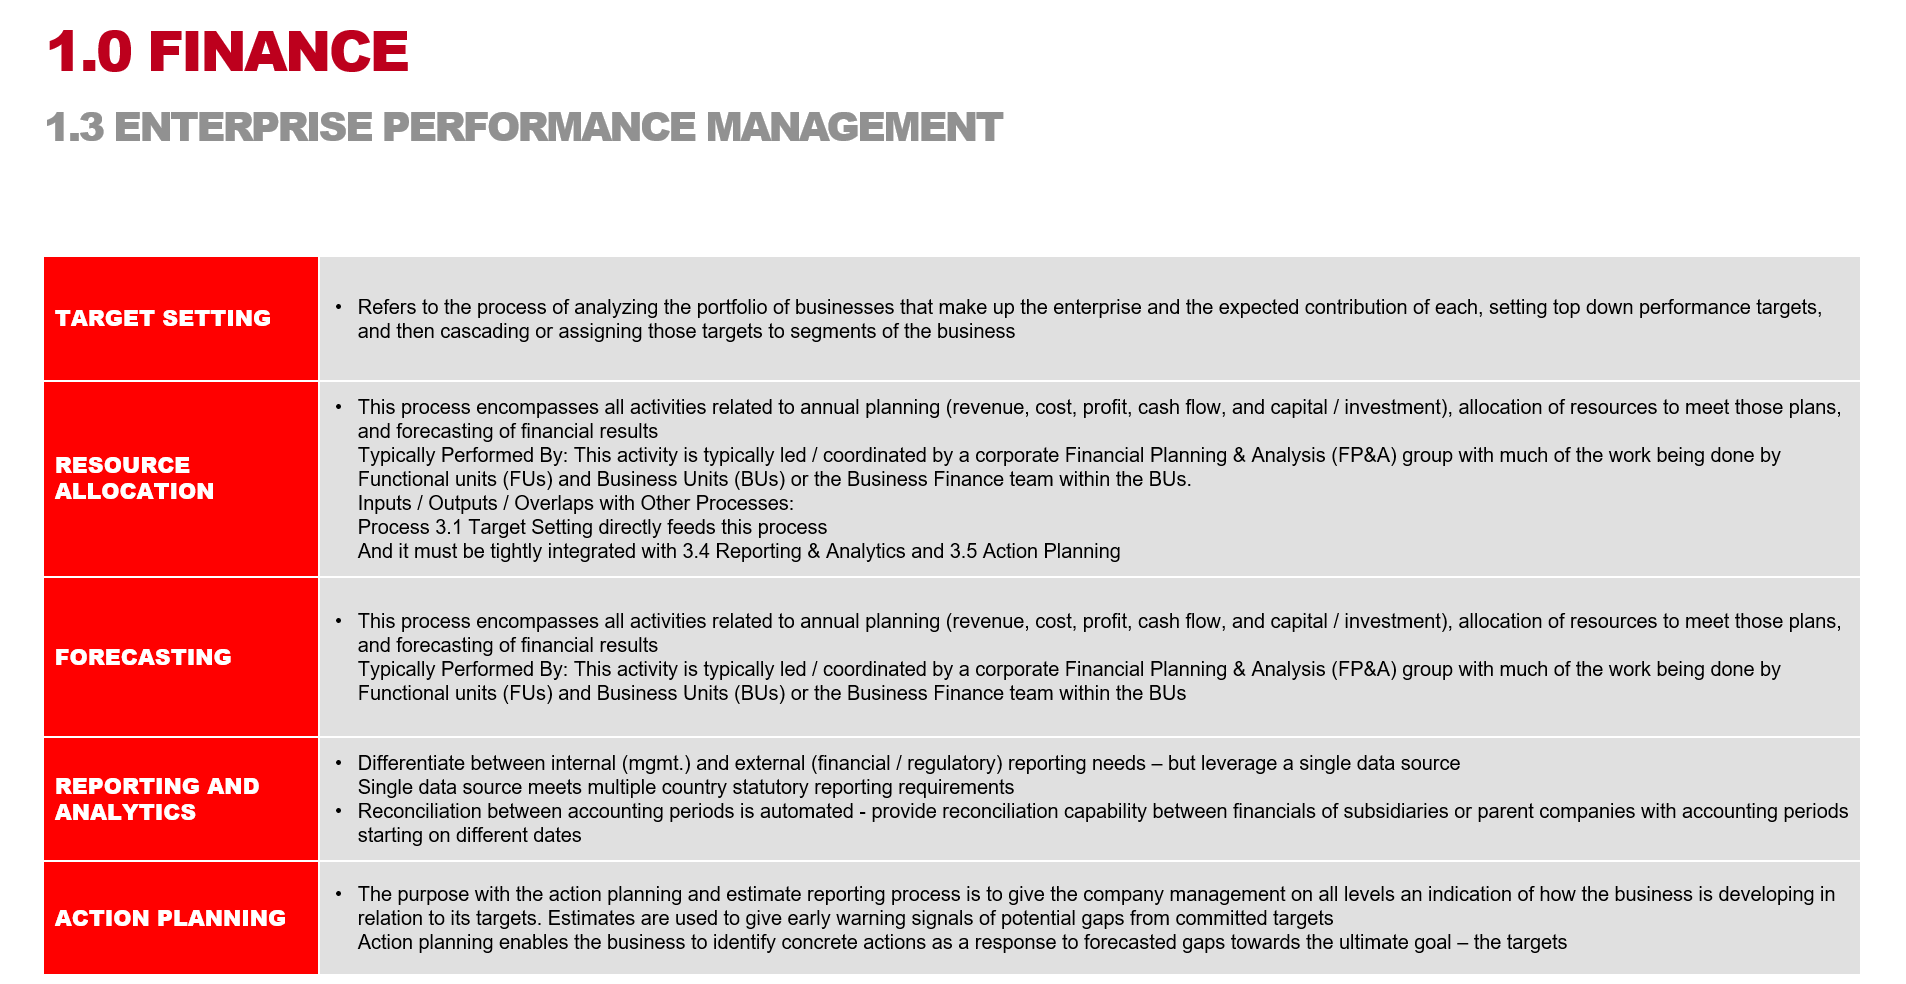 1.0 FINANCE
1.3 ENTERPRISE PERFORMANCE MANAGEMENT
TARGET SETTING
• Refers to the process of analyzing the portfolio of businesses that make up the enterprise and the expected contribution of each, setting top down performance targets,
and then cascading or assigning those targets to segments of the business
RESOURCE
ALLOCATION
• This process encompasses all activities related to annual planning (revenue, cost, profit, cash flow, and capital / investment), allocation of resources to meet those plans,
and forecasting of financial results
Typically Performed By: This activity is typically led / coordinated by a corporate Financial Planning & Analysis (FP&A) group with much of the work being done by
Functional units (FUs) and Business Units (BUs) or the Business Finance team within the BUs.
Inputs / Outputs / Overlaps with Other Processes:
Process 3.1 Target Setting directly feeds this process
And it must be tightly integrated with 3.4 Reporting & Analytics and 3.5 Action Planning
FORECASTING
• This process encompasses all activities related to annual planning (revenue, cost, profit, cash flow, and capital / investment), allocation of resources to meet those plans,
and forecasting of financial results
Typically Performed By: This activity is typically led / coordinated by a corporate Financial Planning & Analysis (FP&A) group with much of the work being done by
Functional units (FUs) and Business Units (BUs) or the Business Finance team within the BUs
REPORTING AND
ANALYTICS
• Differentiate between internal (mgmt.) and external (financial / regulatory) reporting needs – but leverage a single data source
Single data source meets multiple country statutory reporting requirements
• Reconciliation between accounting periods is automated - provide reconciliation capability between financials of subsidiaries or parent companies with accounting periods
starting on different dates
ACTION PLANNING
• The purpose with the action planning and estimate reporting process is to give the company management on all levels an indication of how the business is developing in
relation to its targets. Estimates are used to give early warning signals of potential gaps from committed targets
Action planning enables the business to identify concrete actions as a response to forecasted gaps towards the ultimate goal – the targets